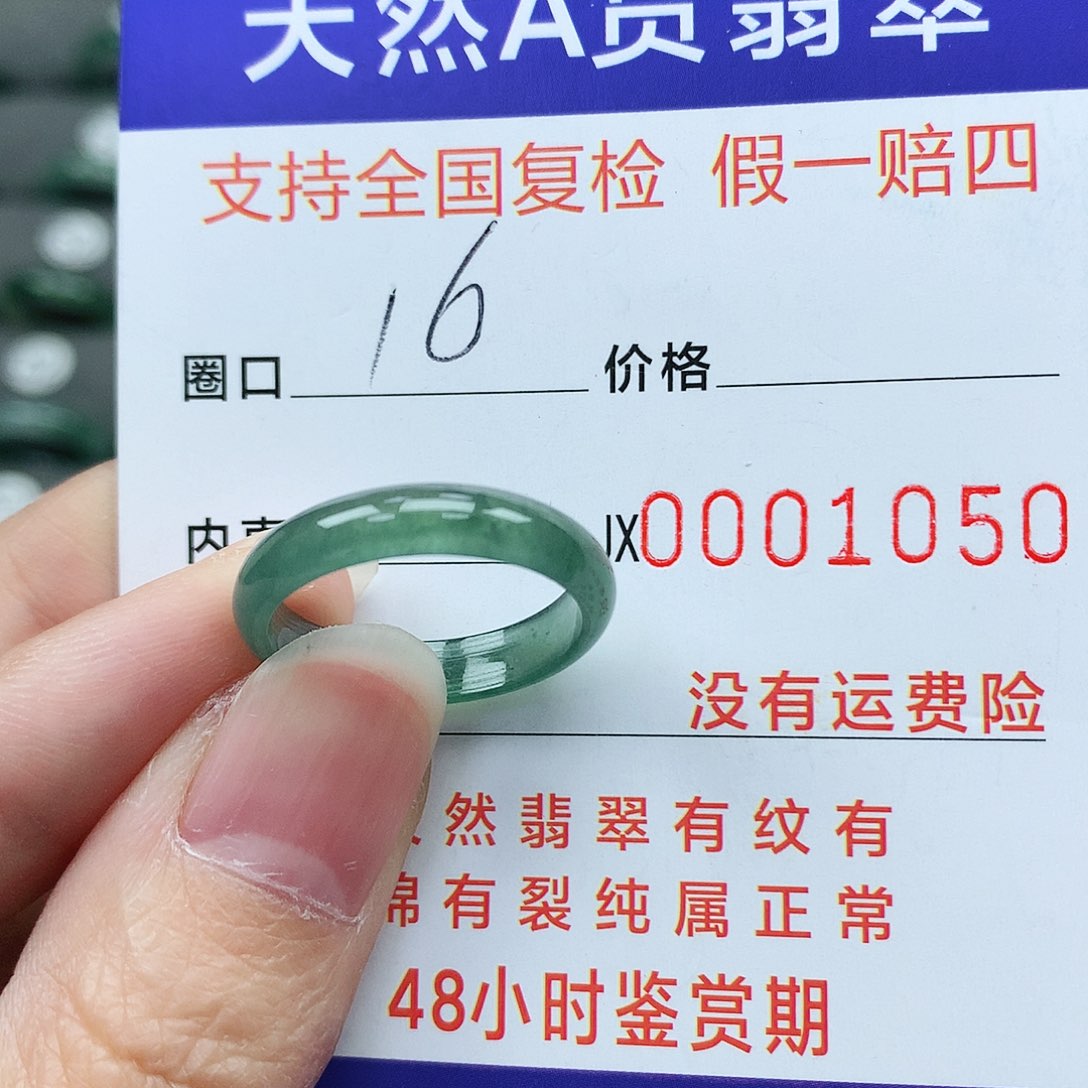 天然A货翡翠
支持全国复检 假一赔四
圈口 16 价格
内 JX0001050
没有运费险
然翡翠有纹有
棉有裂纯属正常
48小时鉴赏期